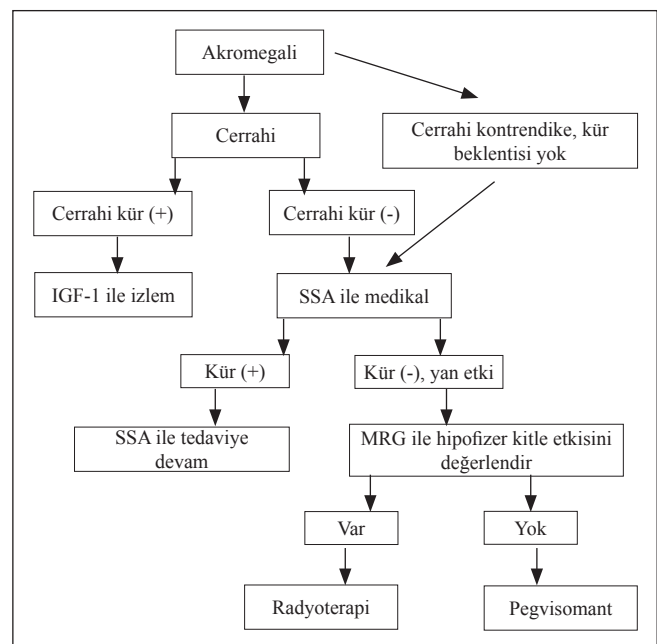 Akromegali
Cerrahi
Cerrahi kontrendike, kür
beklentisi yok
Cerrahi kür (+)
Cerrahi kür (-)
IGF-1 ile izlem
SSA ile medikal
Kür (+)
Kür (-), yan etki
SSA ile tedaviye
devam
MRG ile hipofizer kitle etkisini
değerlendir
Var
Yok
Radyoterapi
Pegvisomant